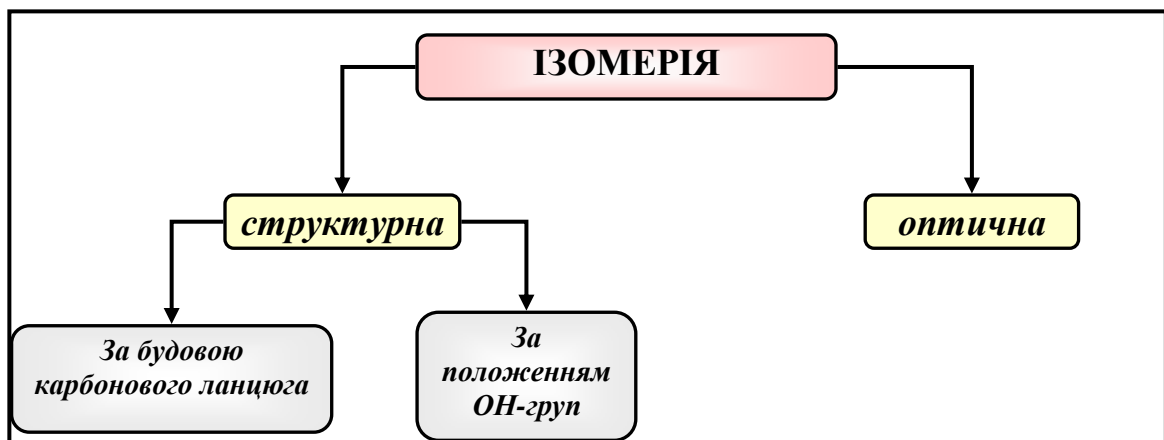 ІЗОМЕРІЯ
структурна
оптична
За будовою
карбонового ланцюга
За
положенням
ОН-груп